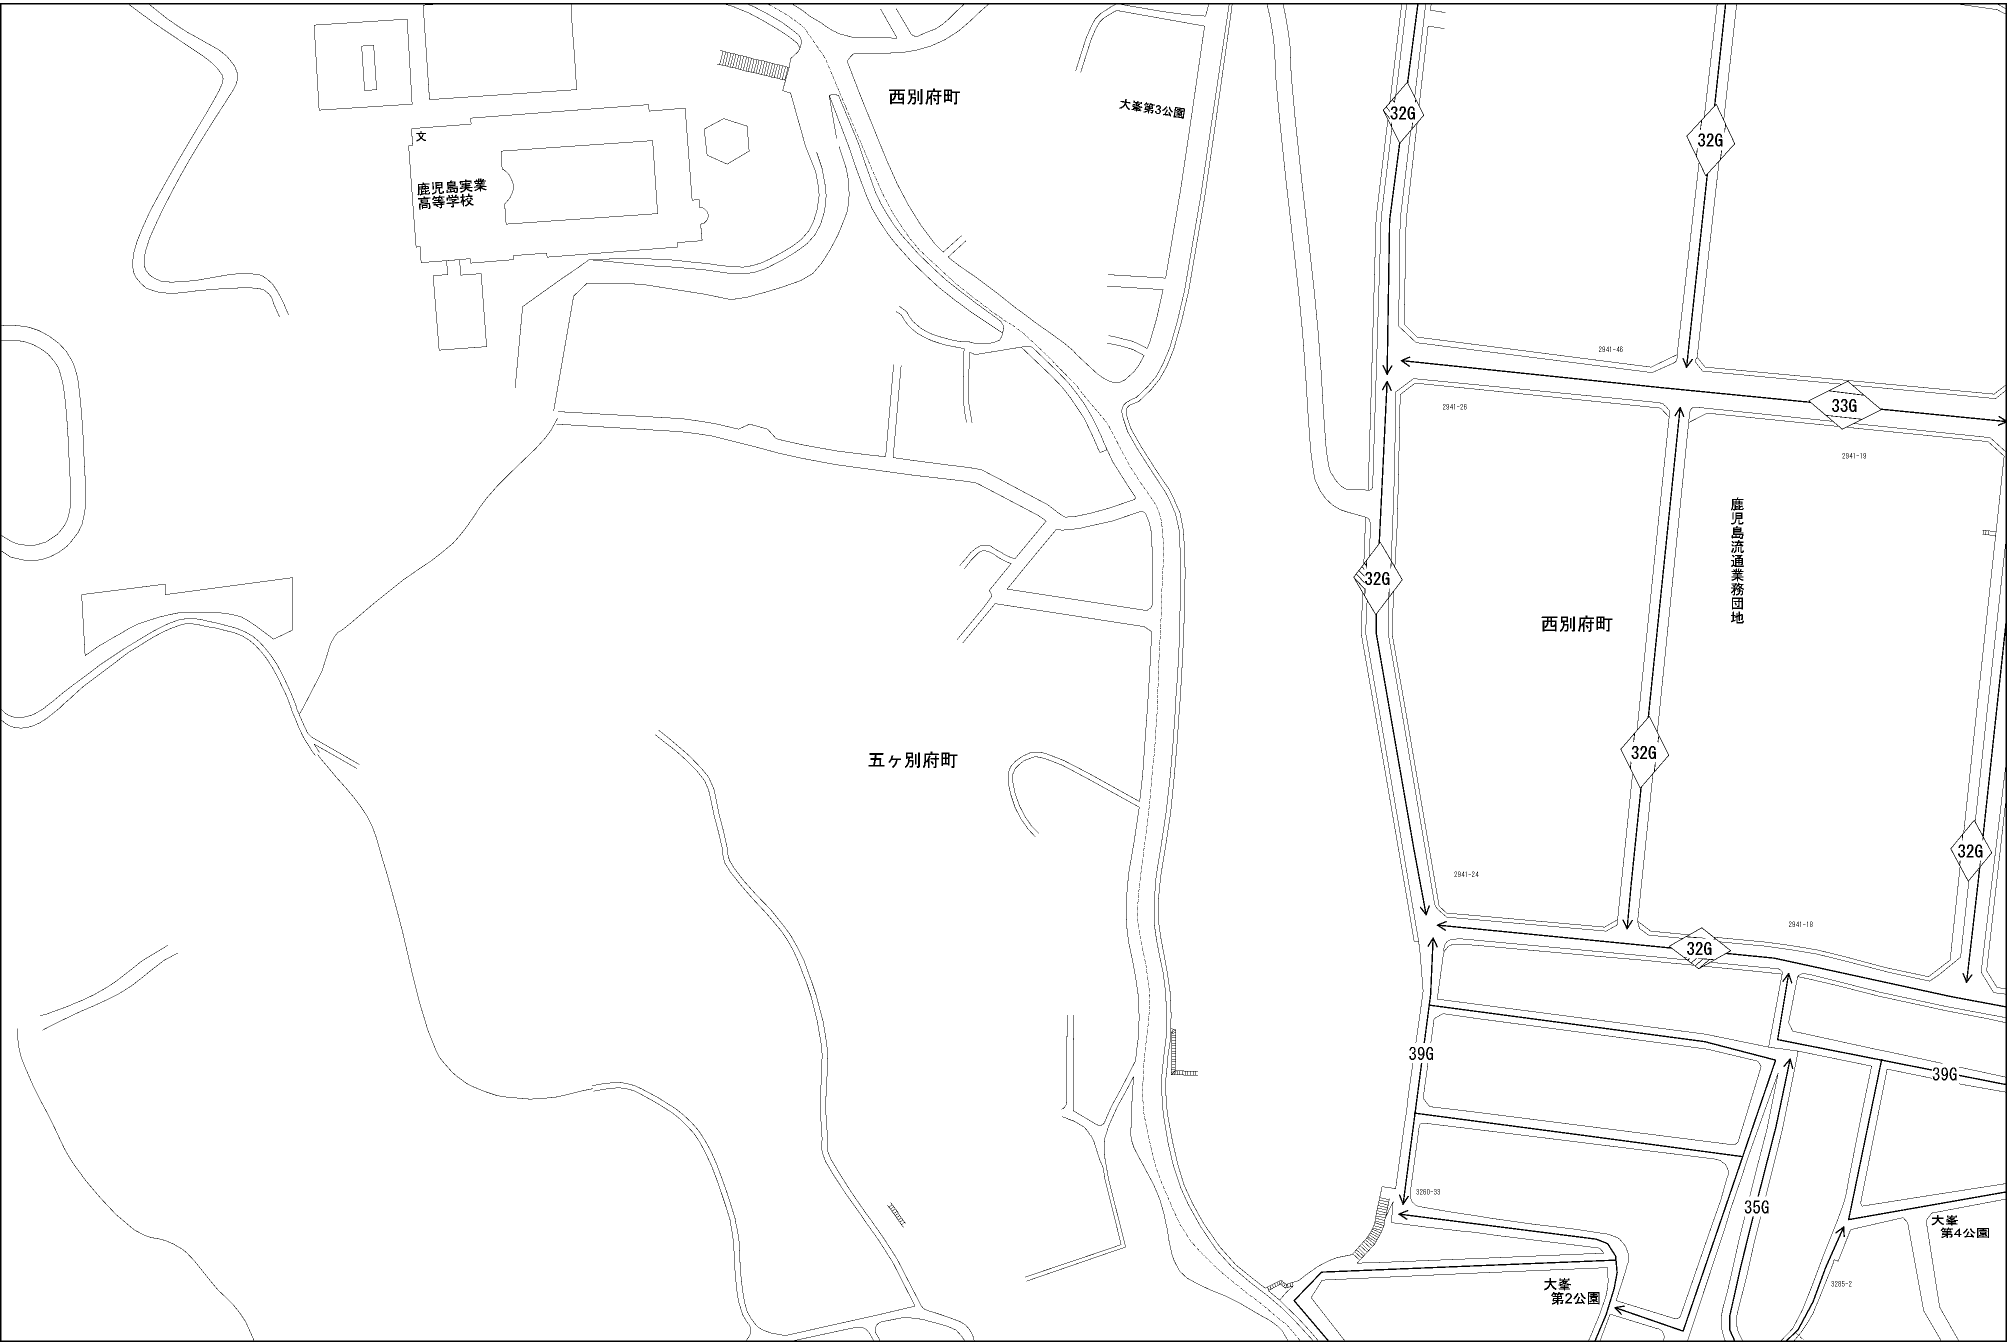 西別府町
大峯第3公園
文
鹿児島実業
高等学校
32G
32G
2941-46
33G
2941-26
2941-19
鹿児島流通業務団地
32G
西別府町
32G
五ヶ別府町
32G
2941-24
2941-18
32G
39G
39G
3260-33
35G
大峯
第4公園
3285-2
大峯
第2公園